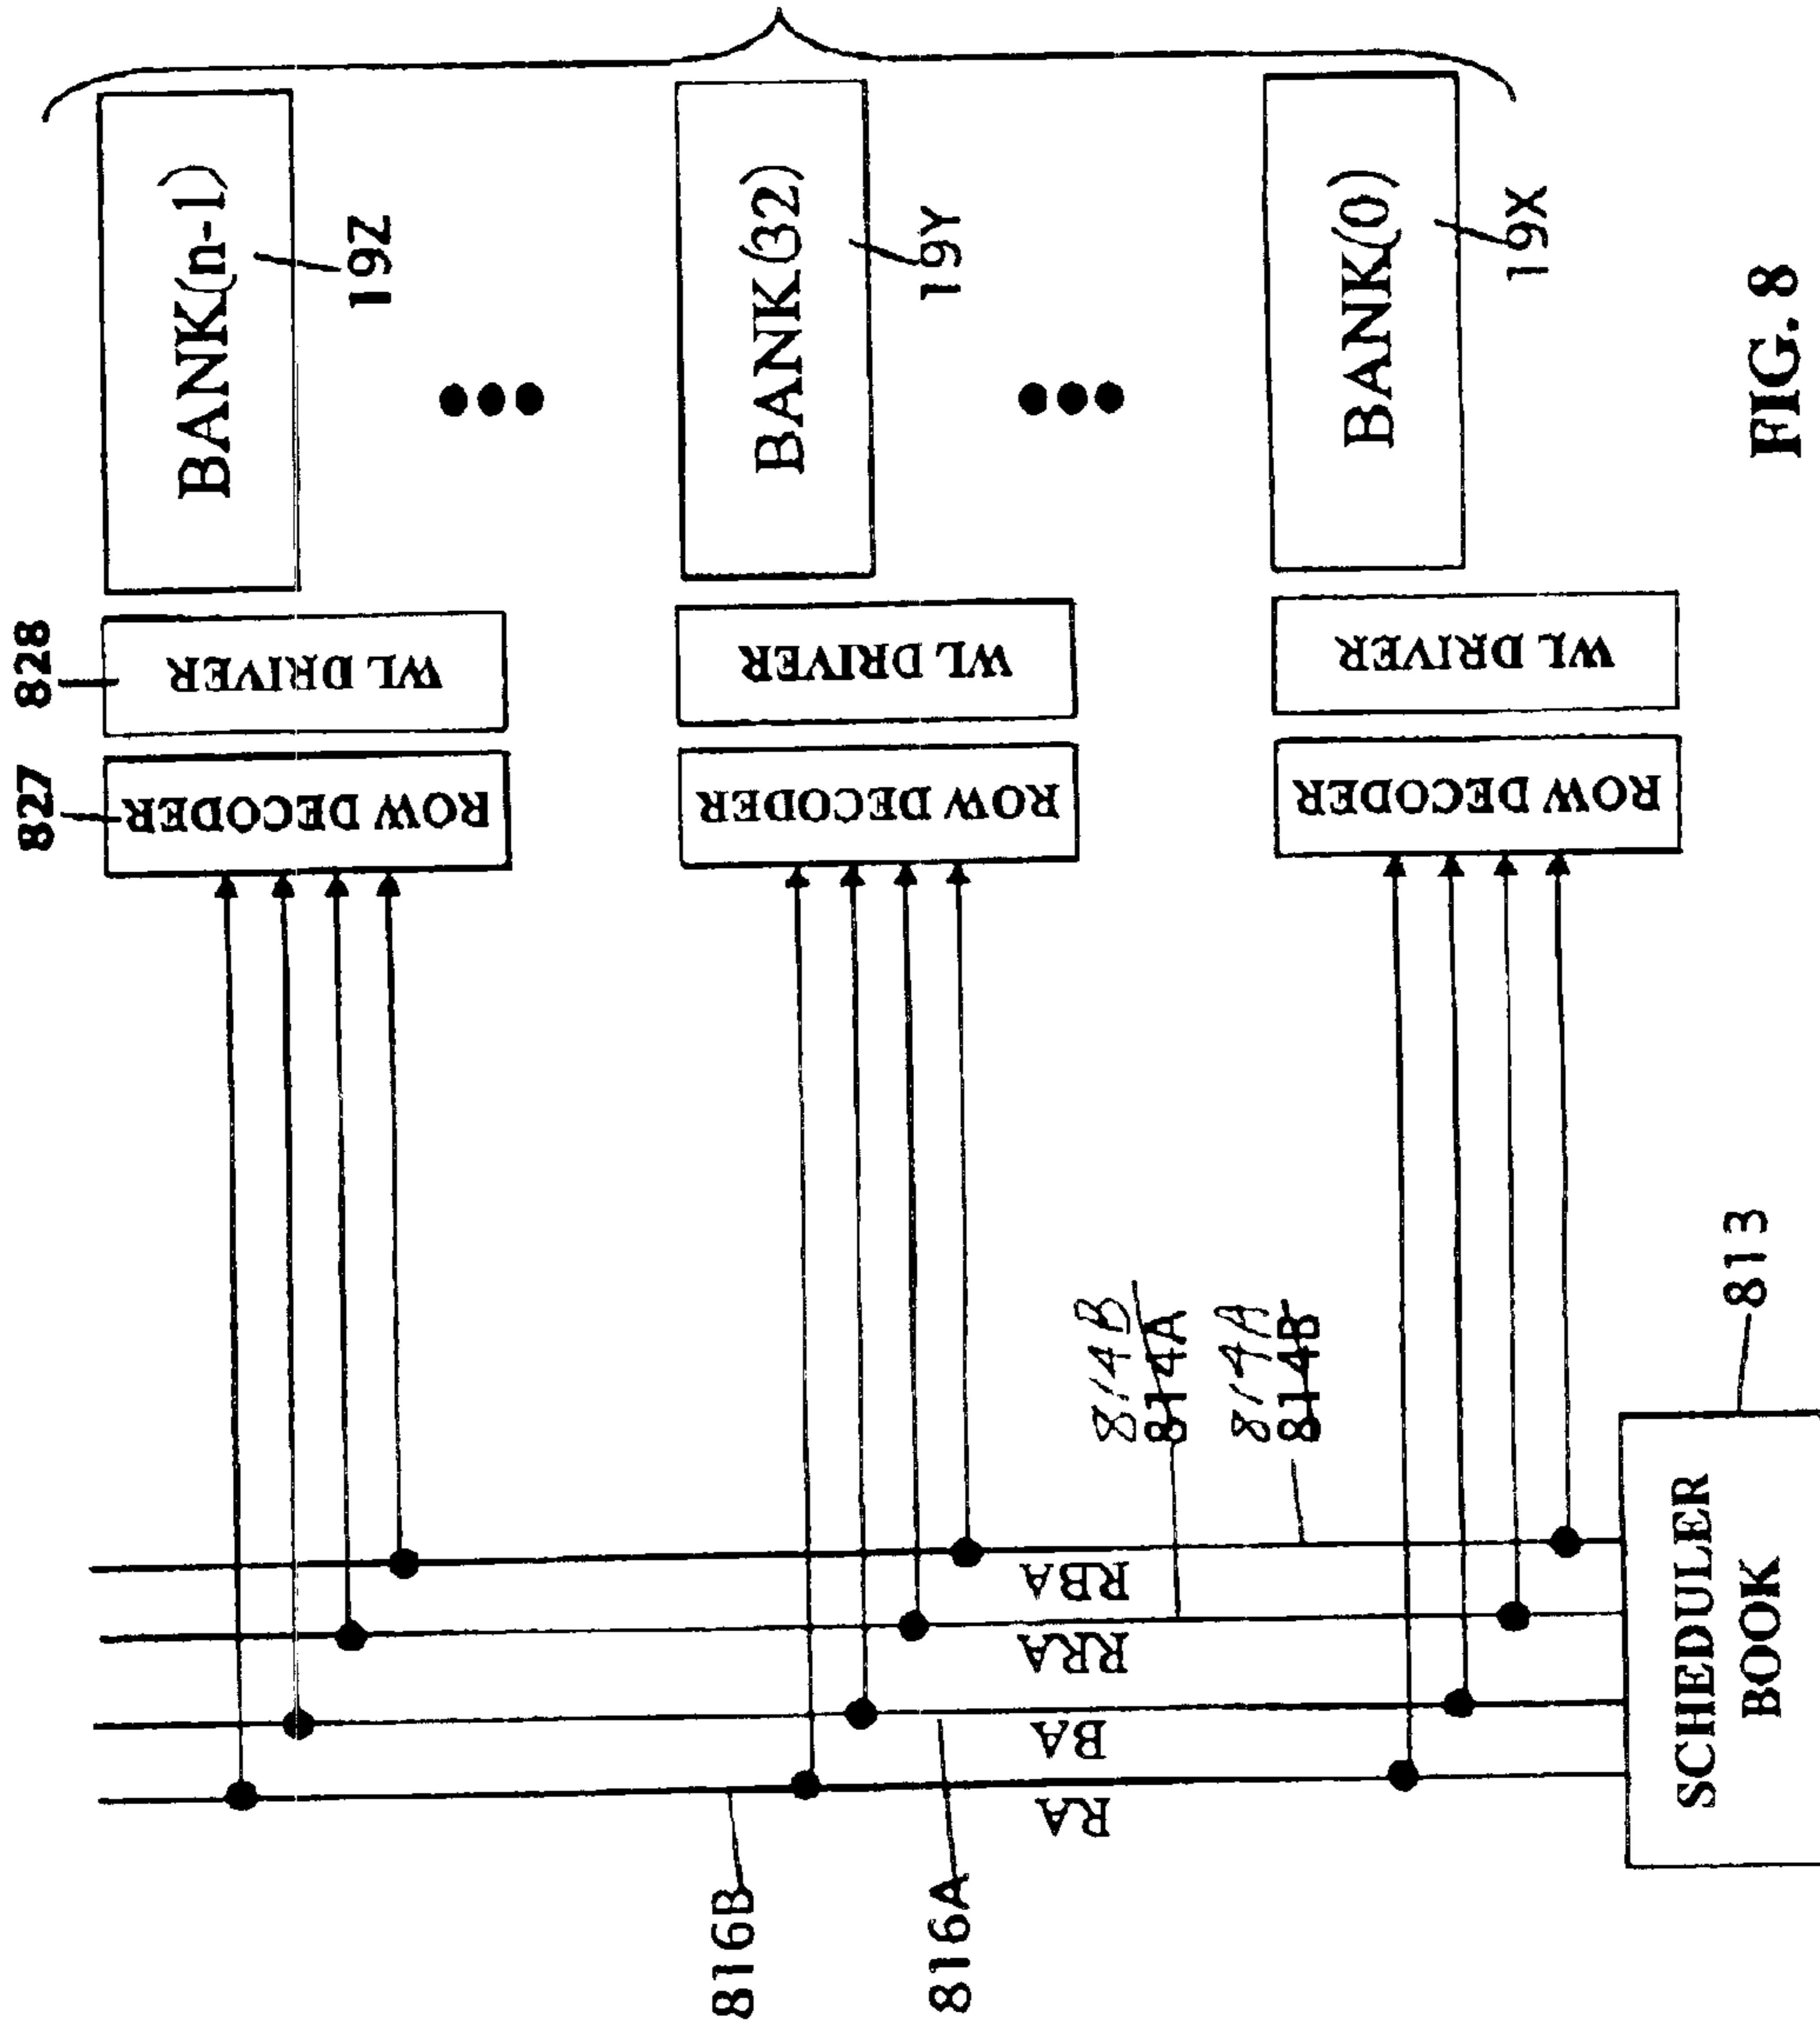 828
827
WL DRIVER
ROW DECODER
BANK(n-1)
19Z
WL DRIVER
ROW DECODER
BANK(32)
19Y
WL DRIVER
ROW DECODER
BANK(0)
19X
RBA
RRA
BA
RA
814B
814A
814A
814B
816B
816A
SCHEDULER
BOOK
813
FIG. 8